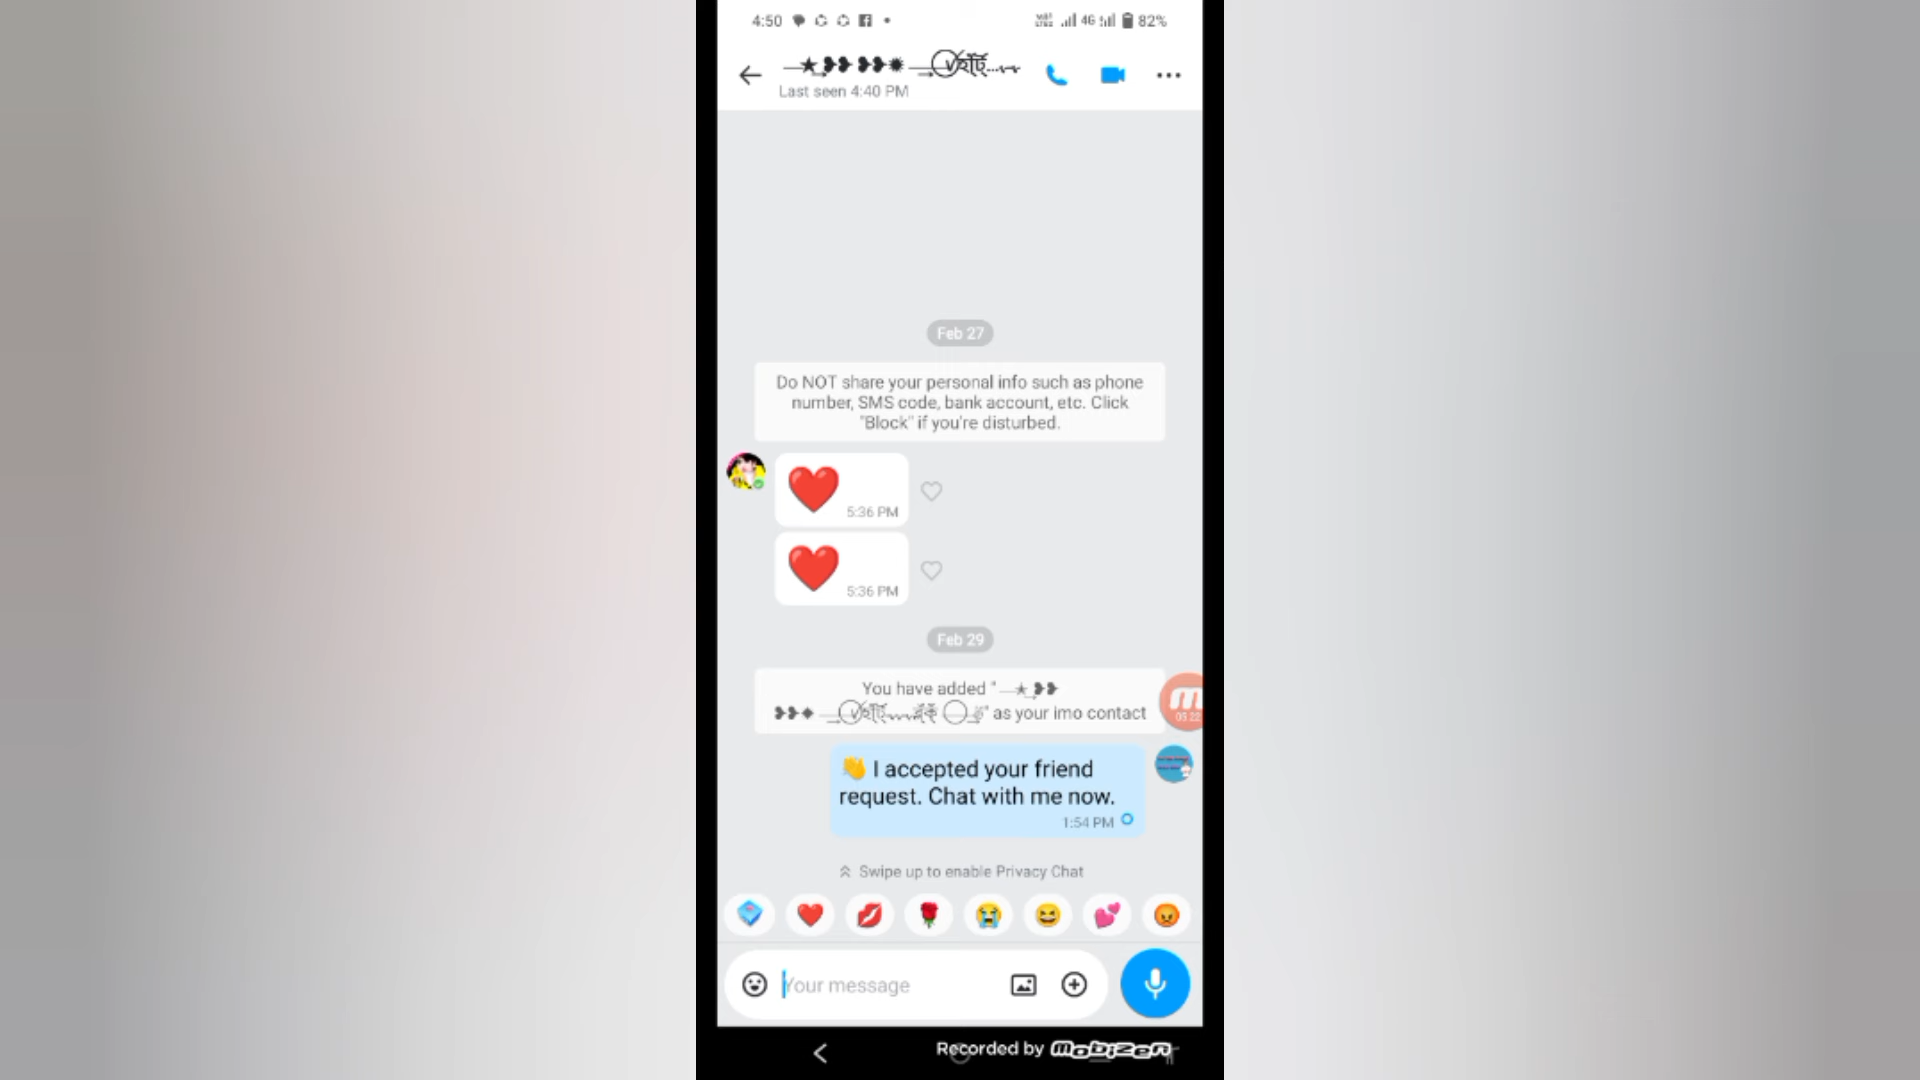 4:50
4G 82%
Last seen 4:40 PM
Feb 27
Do NOT share your personal info such as phone
number, SMS code, bank account, etc. Click
"Block" if you're disturbed.
5:36 PM
5:36 PM
Feb 29
You have added "
" as your imo contact
03:22
👋 I accepted your friend
request. Chat with me now.
1:54 PM
Swipe up to enable Privacy Chat
Your message
Recorded by mobizen